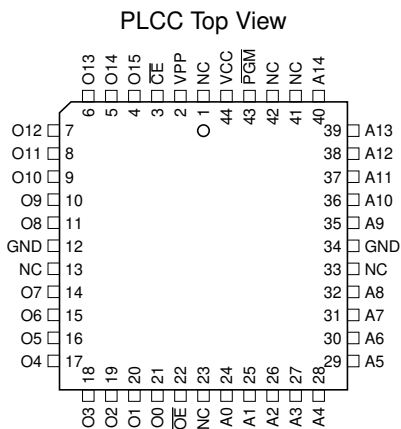 PLCC Top View
O13 O14 O15 CE VPP NC VCC PGM NC NC A14
6 5 4 3 2 1 44 43 42 41 40
O12 7 39 A13
O11 8 38 A12
O10 9 37 A11
O9 10 36 A10
O8 11 35 A9
GND 12 34 GND
NC 13 33 NC
O7 14 32 A8
O6 15 31 A7
O5 16 30 A6
O4 17 29 A5
18 19 20 21 22 23 24 25 26 27 28
O3 O2 O1 O0 OE NC A0 A1 A2 A3 A4